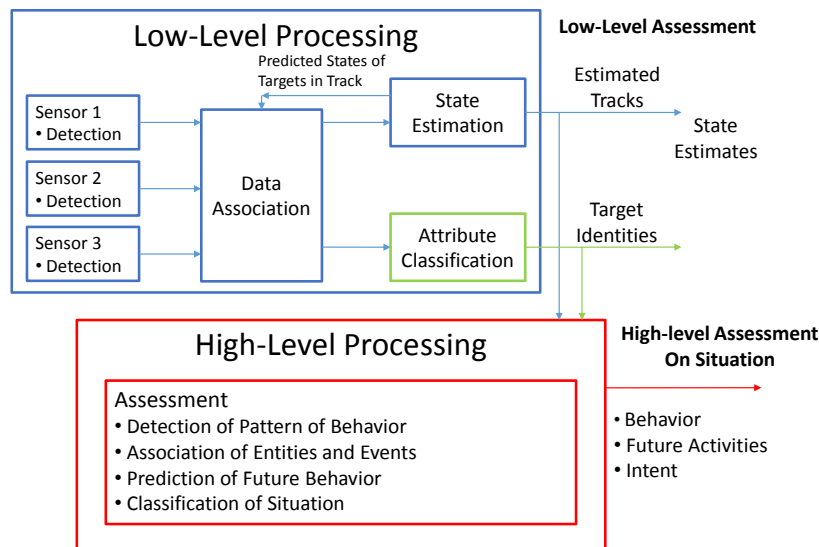 Low-Level Processing
Low-Level Assessment
Predicted States of
Targets in Track
Sensor 1
• Detection
Sensor 2
• Detection
Sensor 3
• Detection
Data
Association
State
Estimation
Attribute
Classification
Estimated
Tracks
State
Estimates
Target
Identities
High-Level Processing
Assessment
• Detection of Pattern of Behavior
• Association of Entities and Events
• Prediction of Future Behavior
• Classification of Situation
High-level Assessment
On Situation
• Behavior
• Future Activities
• Intent